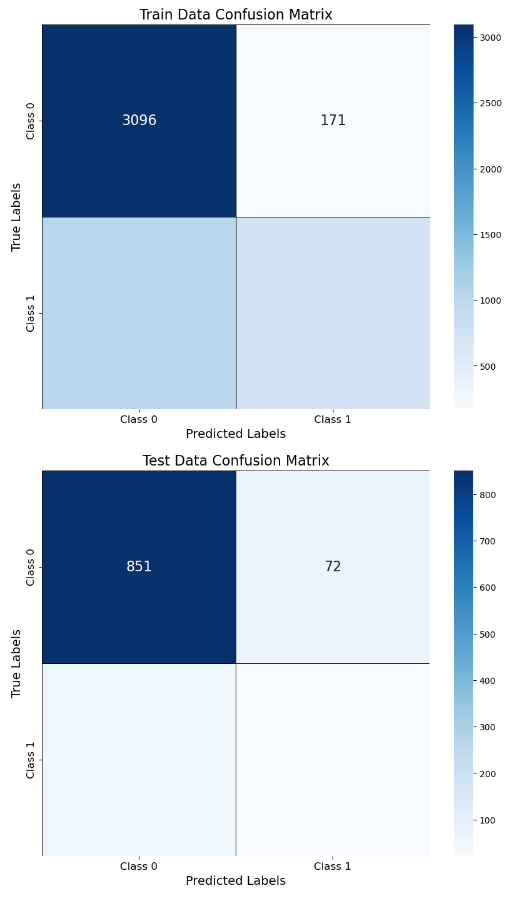 Train Data Confusion Matrix
Class 0
Class 1
True Labels
3096
171
Class 0
Class 1
Predicted Labels
3000
2500
2000
1500
1000
500
Test Data Confusion Matrix
Class 0
Class 1
True Labels
851
72
Class 0
Class 1
Predicted Labels
800
700
600
500
400
300
200
100